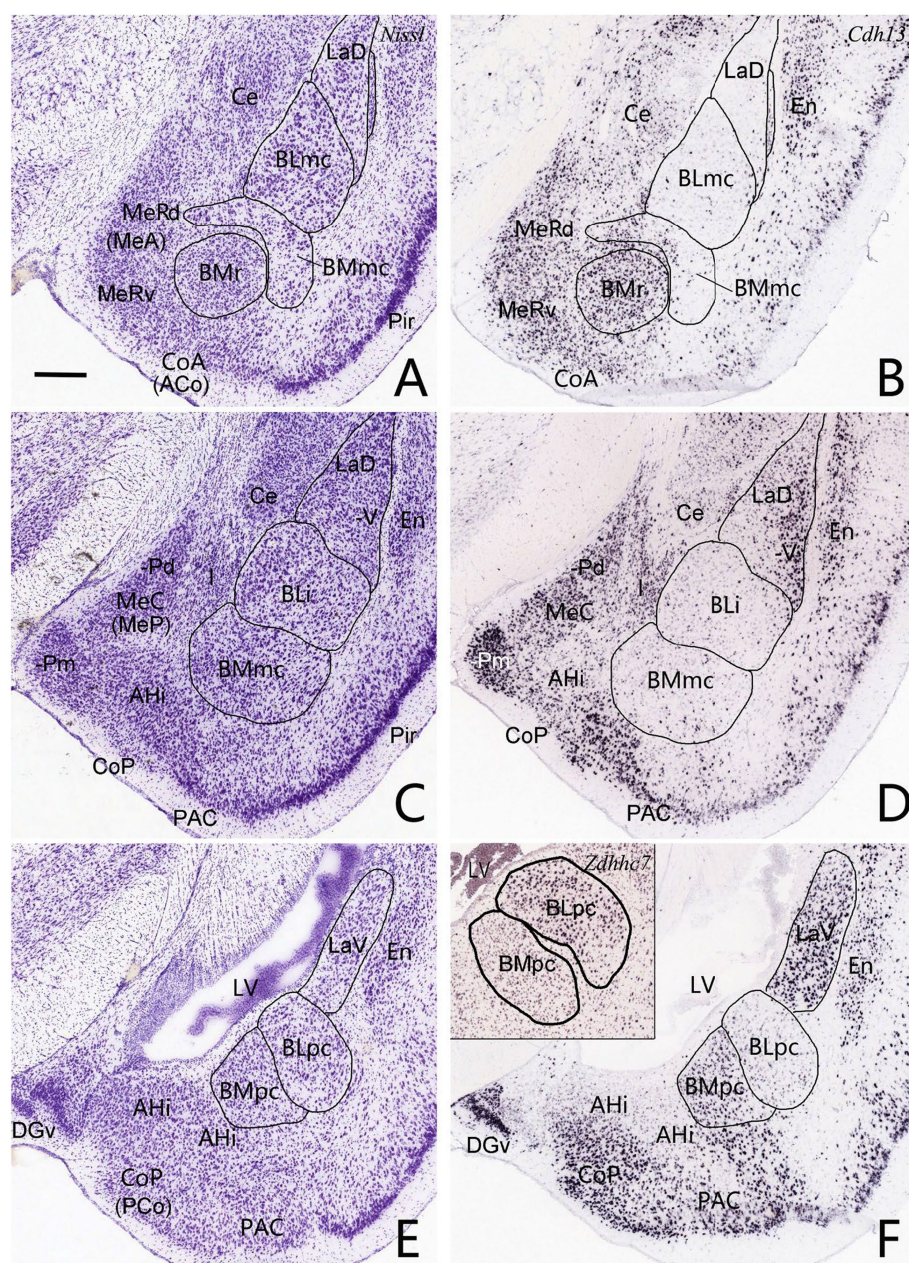 Nissl
LaD
Ce
BLmc
MeRd
(MeA)
BMr
BMmc
MeRv
Pir
CoA
(ACo)
A
Cdh13
LaD
En
Ce
BLmc
MeRd
BMr
BMmc
MeRv
CoA
B
LaD
Ce
-V
En
-Pd
I
MeC
(MeP)
BLi
-Pm
BMmc
AHi
Pir
CoP
PAC
C
LaD
Ce
-V
En
-Pd
I
MeC
BLi
-Pm
AHi
BMmc
CoP
PAC
D
LaV
En
LV
BLpc
BMpc
AHi
DGv
AHi
CoP
(PCo)
PAC
E
LV
Zdhhc7
BLpc
BMpc
LaV
En
LV
BLpc
BMpc
AHi
AHi
DGv
CoP
PAC
F